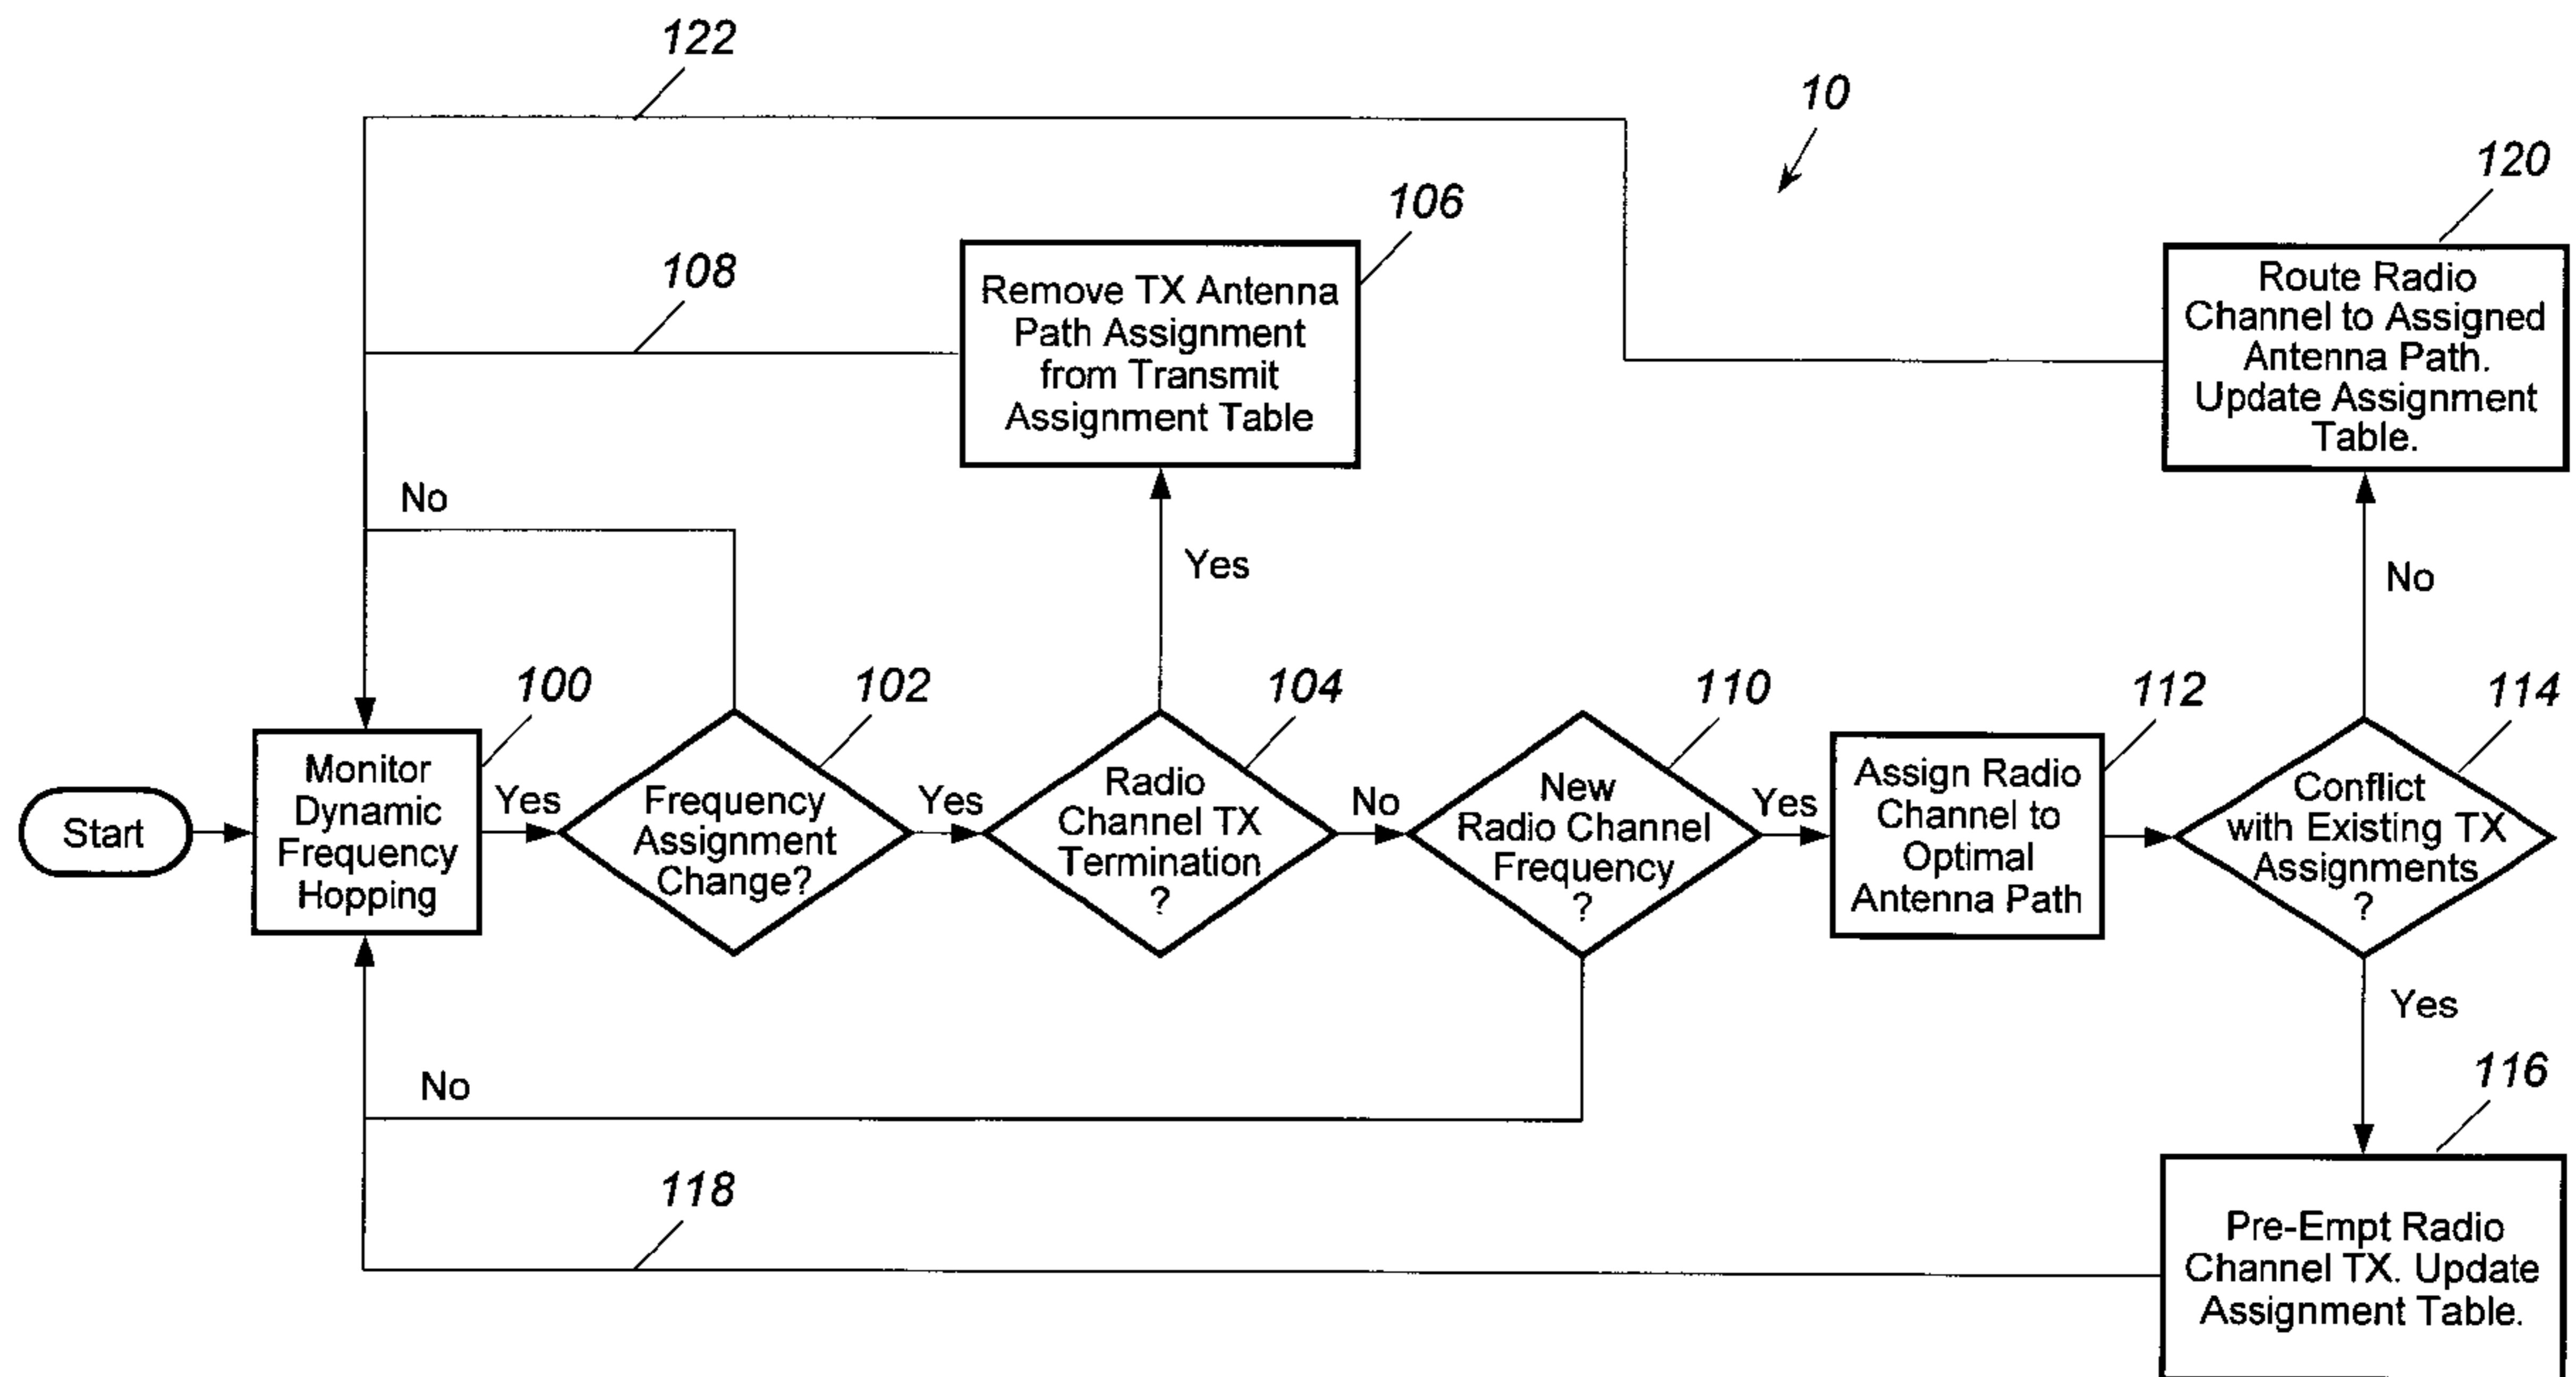 122
10
120
106
108
Remove TX Antenna
Path Assignment
from Transmit
Assignment Table
Route Radio
Channel to Assigned
Antenna Path.
Update Assignment
Table.
No
Yes
No
100
102
104
110
112
114
Start
Monitor
Dynamic
Frequency
Hopping
Yes
Frequency
Assignment
Change?
Yes
Radio
Channel TX
Termination
?
No
New
Radio Channel
Frequency
?
Yes
Assign Radio
Channel to
Optimal
Antenna Path
Conflict
with Existing TX
Assignments
?
Yes
No
116
118
Pre-Empt Radio
Channel TX. Update
Assignment Table.